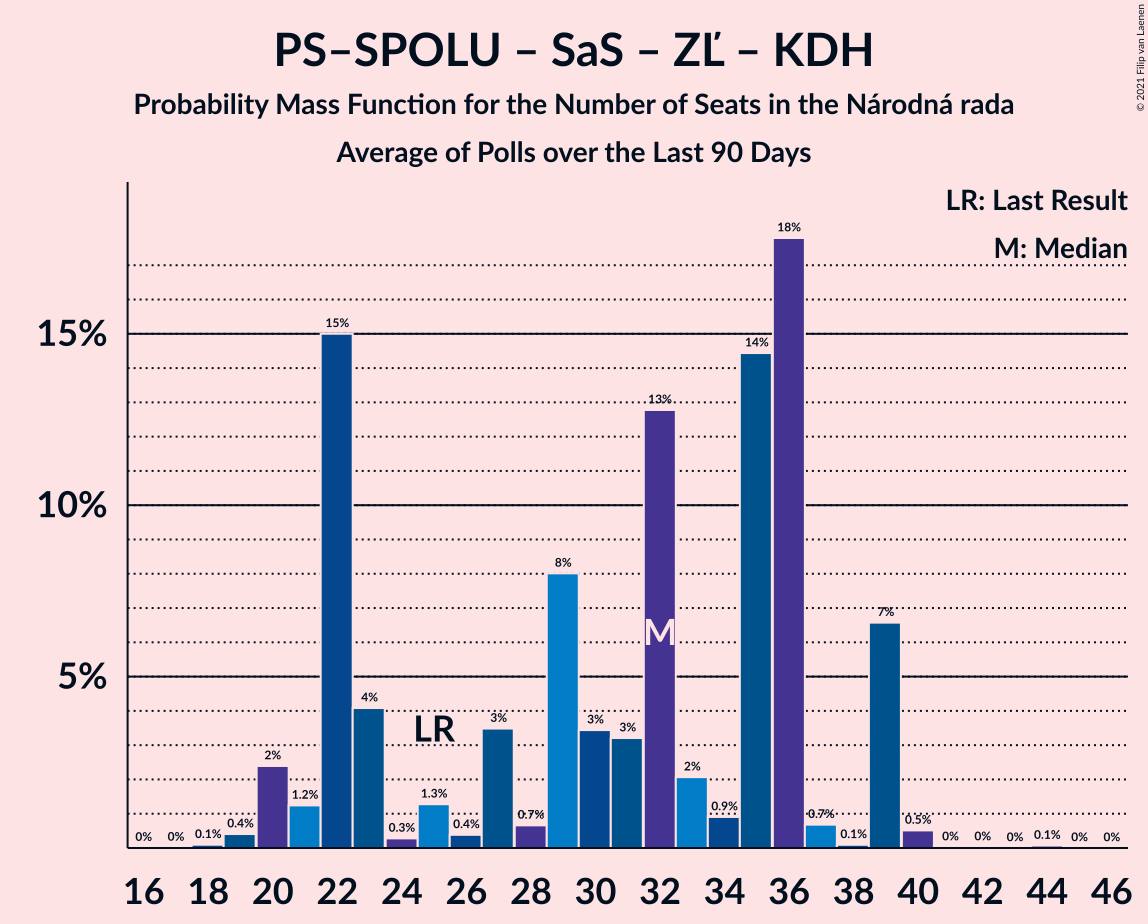 PS–SPOLU – SaS – ZĽ – KDH
Probability Mass Function for the Number of Seats in the Národná rada
Average of Polls over the Last 90 Days
© 2021 Filip van Laenen
LR: Last Result
M: Median
15%
10%
5%
0% 0% 0.1% 0.4% 2% 1.2% 15% 4% 0.3% 1.3% 0.4% 3% 0.7% 8% 3% 3% 13% 2% 0.9% 14% 18% 0.7% 0.1% 7% 0.5% 0% 0% 0% 0.1% 0% 0%
LR
M
16 18 20 22 24 26 28 30 32 34 36 38 40 42 44 46